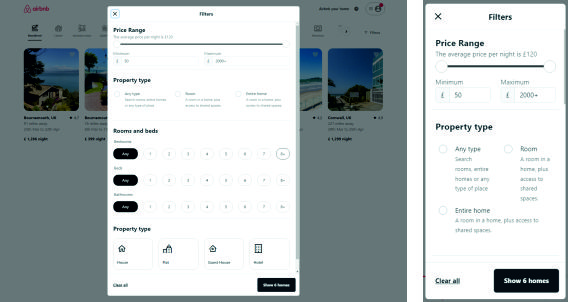 airbnb
Airbnb your home
Filters
Bournemouth, UK
£ 1,246 night
£ 999 night
Cornwall, UK
Filters
Price Range
The average price per night is £120
Minimum
Maximum
£ 50
£ 2000+
Property type
Any type
Room
Entire home
Search rooms, entire homes or any type of place
A room in a home, plus access to shared spaces
A room in a home, plus access to shared spaces
Rooms and beds
Bedrooms
Any 1 2 3 4 5 6 7 8+
Beds
Any 1 2 3 4 5 6 7 8+
Bathrooms
Any 1 2 3 4 5 6 7 8+
Property type
House
Flat
Guest House
Hotel
Clear all
Show 6 homes
Filters
Price Range
The average price per night is £120
Minimum
Maximum
£ 50
£ 2000+
Property type
Any type
Search
rooms, entire
homes or any
type of place
Room
A room in a
home, plus
access to
shared
spaces.
Entire home
A room in a home, plus access to
shared spaces.
Clear all
Show 6 homes